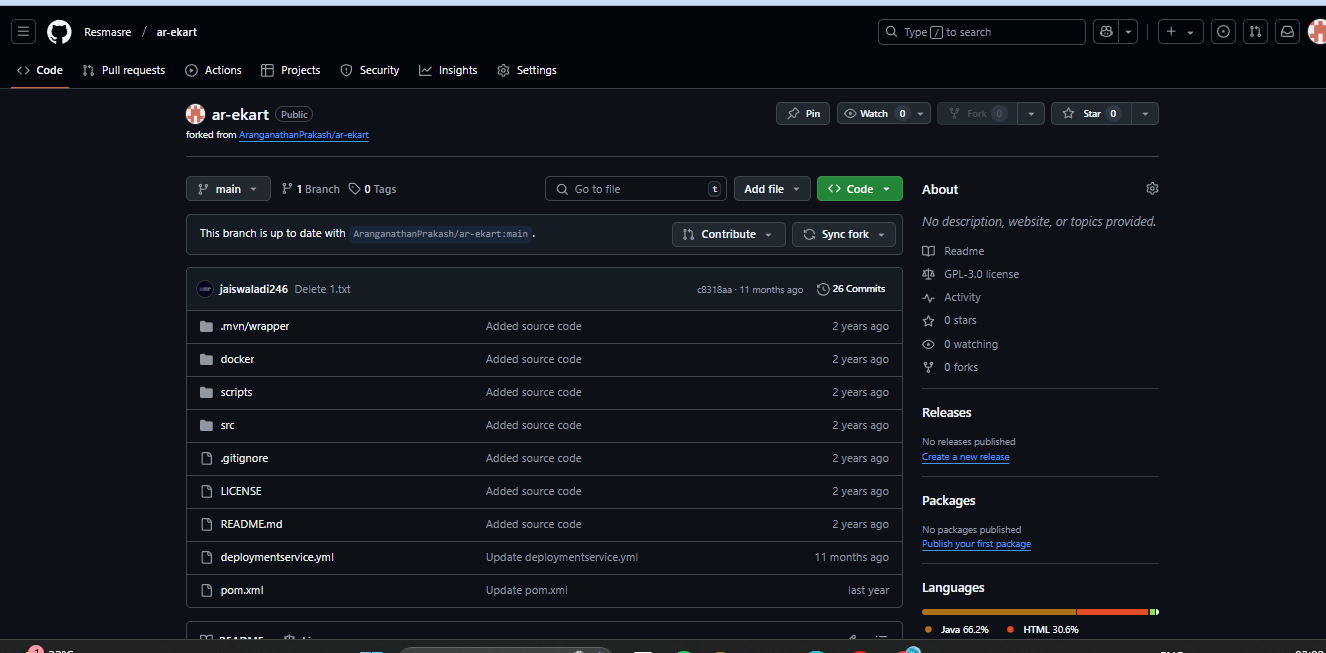 Resmasre / ar-ekart
Type / to search
Code Pull requests Actions Projects Security Insights Settings
ar-ekart Public
Pin Watch 0 Fork 0 Star 0
forked from AranganathanPrakash/ar-ekart
main 1 Branch 0 Tags
Go to file t Add file Code
This branch is up to date with AranganathanPrakash/ar-ekart:main .
Contribute Sync fork
jaiswaladi246 Delete 1.txt c8318aa · 11 months ago 26 Commits
.mvn/wrapper Added source code 2 years ago
docker Added source code 2 years ago
scripts Added source code 2 years ago
src Added source code 2 years ago
.gitignore Added source code 2 years ago
LICENSE Added source code 2 years ago
README.md Added source code 2 years ago
deploymentservice.yml Update deploymentservice.yml 11 months ago
pom.xml Update pom.xml last year
README
About
No description, website, or topics provided.
Readme
GPL-3.0 license
Activity
0 stars
0 watching
0 forks
Releases
No releases published
Create a new release
Packages
No packages published
Publish your first package
Languages
Java 66.2% HTML 30.6%
1